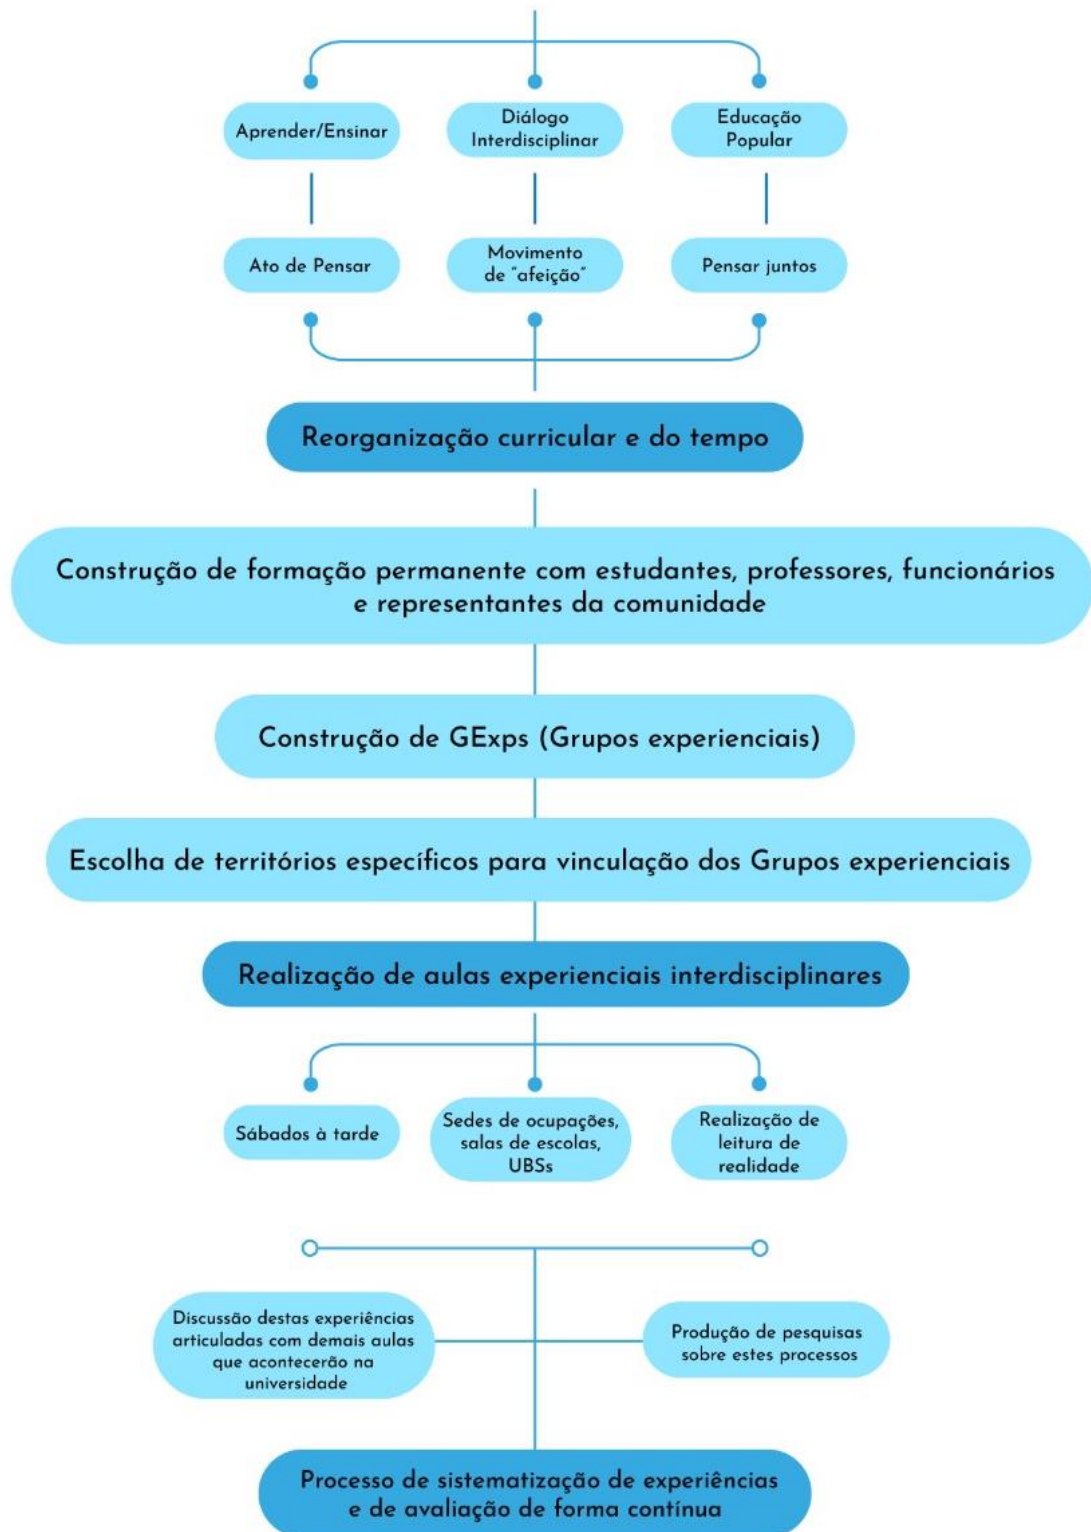 Aprender/Ensinar
Diálogo
Interdisciplinar
Educação
Popular
Ato de Pensar
Movimento
de "afeição"
Pensar juntos
Reorganização curricular e do tempo
Construção de formação permanente com estudantes, professores, funcionários
e representantes da comunidade
Construção de GExps (Grupos experienciais)
Escolha de territórios específicos para vinculação dos Grupos experienciais
Realização de aulas experienciais interdisciplinares
Sábados à tarde
Sedes de ocupações,
salas de escolas,
UBSs
Realização de
leitura de
realidade
Discussão destas experiências
articuladas com demais aulas
que acontecerão na
universidade
Produção de pesquisas
sobre estes processos
Processo de sistematização de experiências
e de avaliação de forma contínua